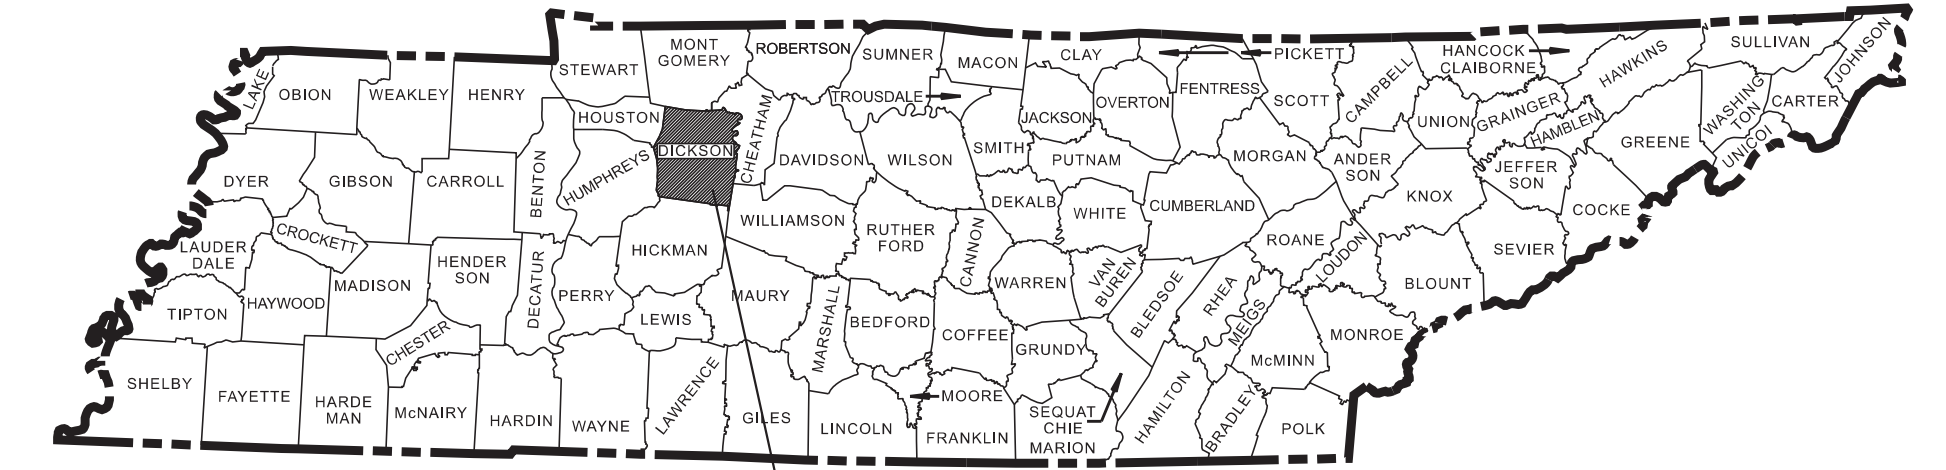 LAKE
OBION
WEAKLEY
HENRY
STEWART
MONT
GOMERY
ROBERTSON
SUMNER
MACON
CLAY
PICKETT
HANCOCK
CLAIBORNE
HAWKINS
SULLIVAN
JOHNSON
HOUSTON
CHEATHAM
TROUSDALE
JACKSON
OVERTON
FENTRESS
SCOTT
CAMPBELL
UNION
GRAINGER
HAMBLEN
GREENE
WASHING
TON
CARTER
UNICOI
DYER
GIBSON
CARROLL
BENTON
HUMPHREYS
DICKSON
DAVIDSON
WILSON
SMITH
PUTNAM
MORGAN
ANDER
SON
KNOX
JEFFER
SON
COCKE
LAUDER
DALE
CROCKETT
WILLIAMSON
RUTHER
FORD
CANNON
DEKALB
WHITE
CUMBERLAND
ROANE
LOUDON
SEVIER
TIPTON
HAYWOOD
MADISON
HENDER
SON
DECATUR
PERRY
HICKMAN
LEWIS
MAURY
MARSHALL
BEDFORD
COFFEE
WARREN
VAN
BUREN
BLEDSOE
RHEA
MEIGS
BLOUNT
MONROE
McMINN
GRUNDY
SHELBY
FAYETTE
HARDE
MAN
CHESTER
McNAIRY
HARDIN
WAYNE
LAWRENCE
GILES
LINCOLN
MOORE
FRANKLIN
SEQUAT
CHIE
MARION
HAMILTON
BRADLEY
POLK